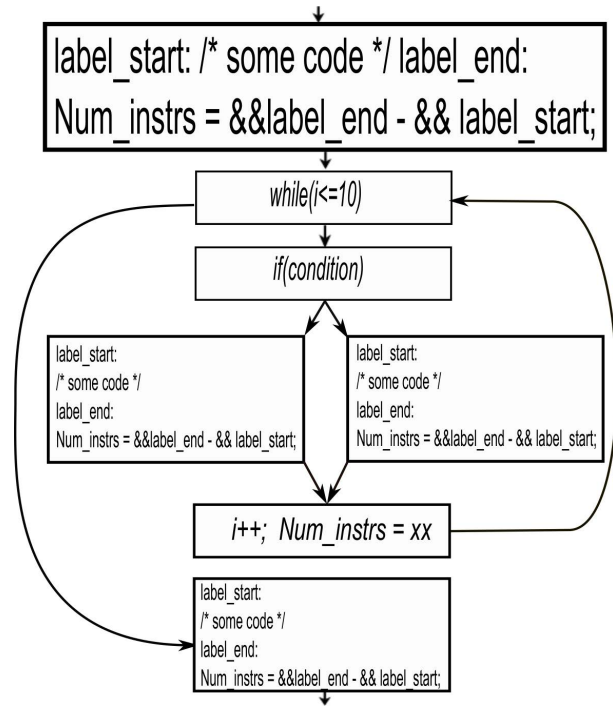 label_start: /* some code */ label_end:
Num_instrs = &&label_end - && label_start;
while(i<=10)
if(condition)
label_start:
/* some code */
label_end:
Num_instrs = &&label_end - && label_start;
label_start:
/* some code */
label_end:
Num_instrs = &&label_end - && label_start;
i++; Num_instrs = xx
label_start:
/* some code */
label_end:
Num_instrs = &&label_end - && label_start;